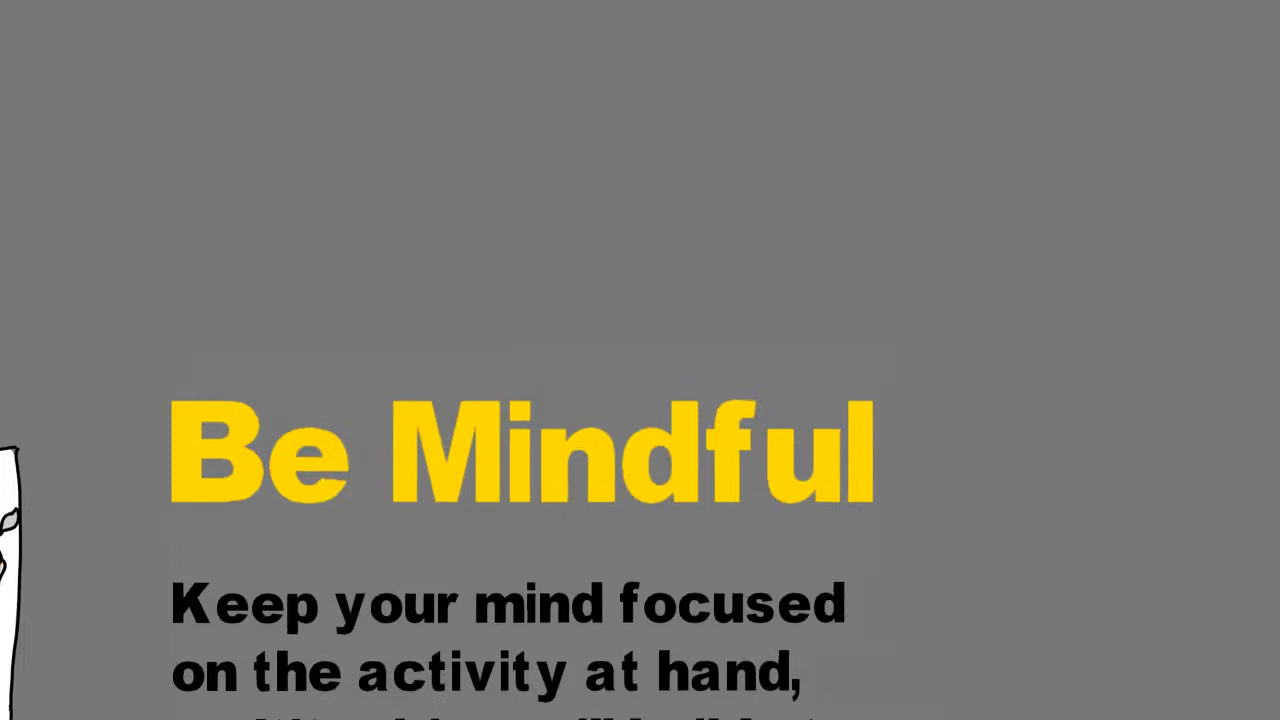 Be Mindful
Keep your mind focused
on the activity at hand,